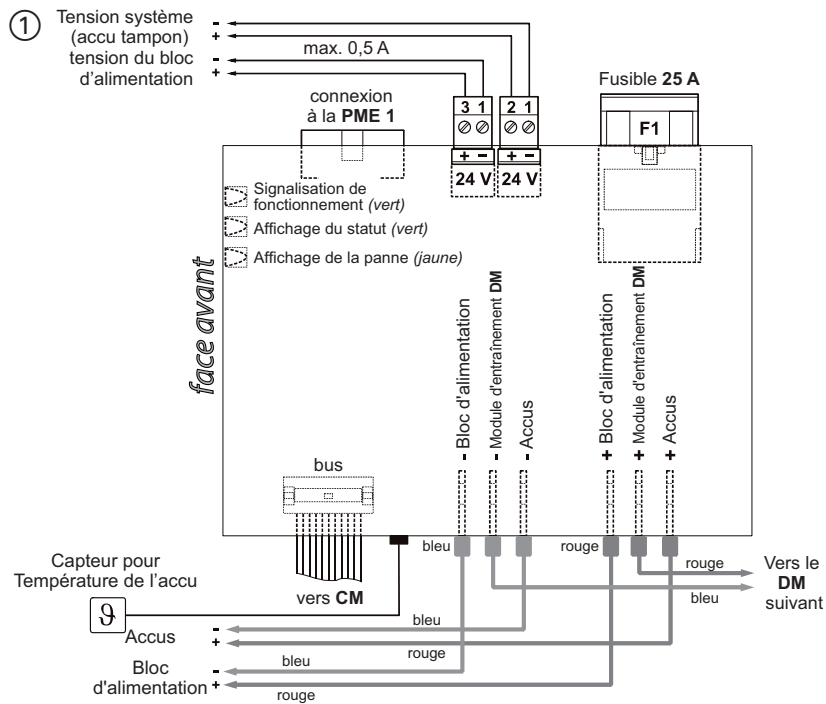 ①
Tension système
(accu tampon)
tension du bloc
d'alimentation
-
+
-
+
max. 0,5 A
connexion
à la PME 1
3 1
2 1
+ -
+ -
24 V
24 V
Fusible 25 A
F1
Signalisation de
fonctionnement (vert)
Affichage du statut (vert)
Affichage de la panne (jaune)
face avant
- Bloc d'alimentation
- Module d'entraînement DM
- Accus
+ Bloc d'alimentation
+ Module d'entraînement DM
+ Accus
bus
bleu
rouge
vers CM
Capteur pour
Température de l'accu
ϑ
rouge
bleu
Vers le
DM
suivant
Accus
-
+
bleu
rouge
Bloc
d'alimentation
-
+
bleu
rouge